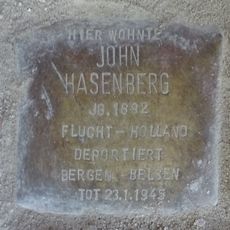 HIER WOHNTE
JOHN
HASENBERG
JG. 1892
FLUCHT - HOLLAND
DEPORTIERT
BERGEN - BELSEN
TOT 23.1.1945